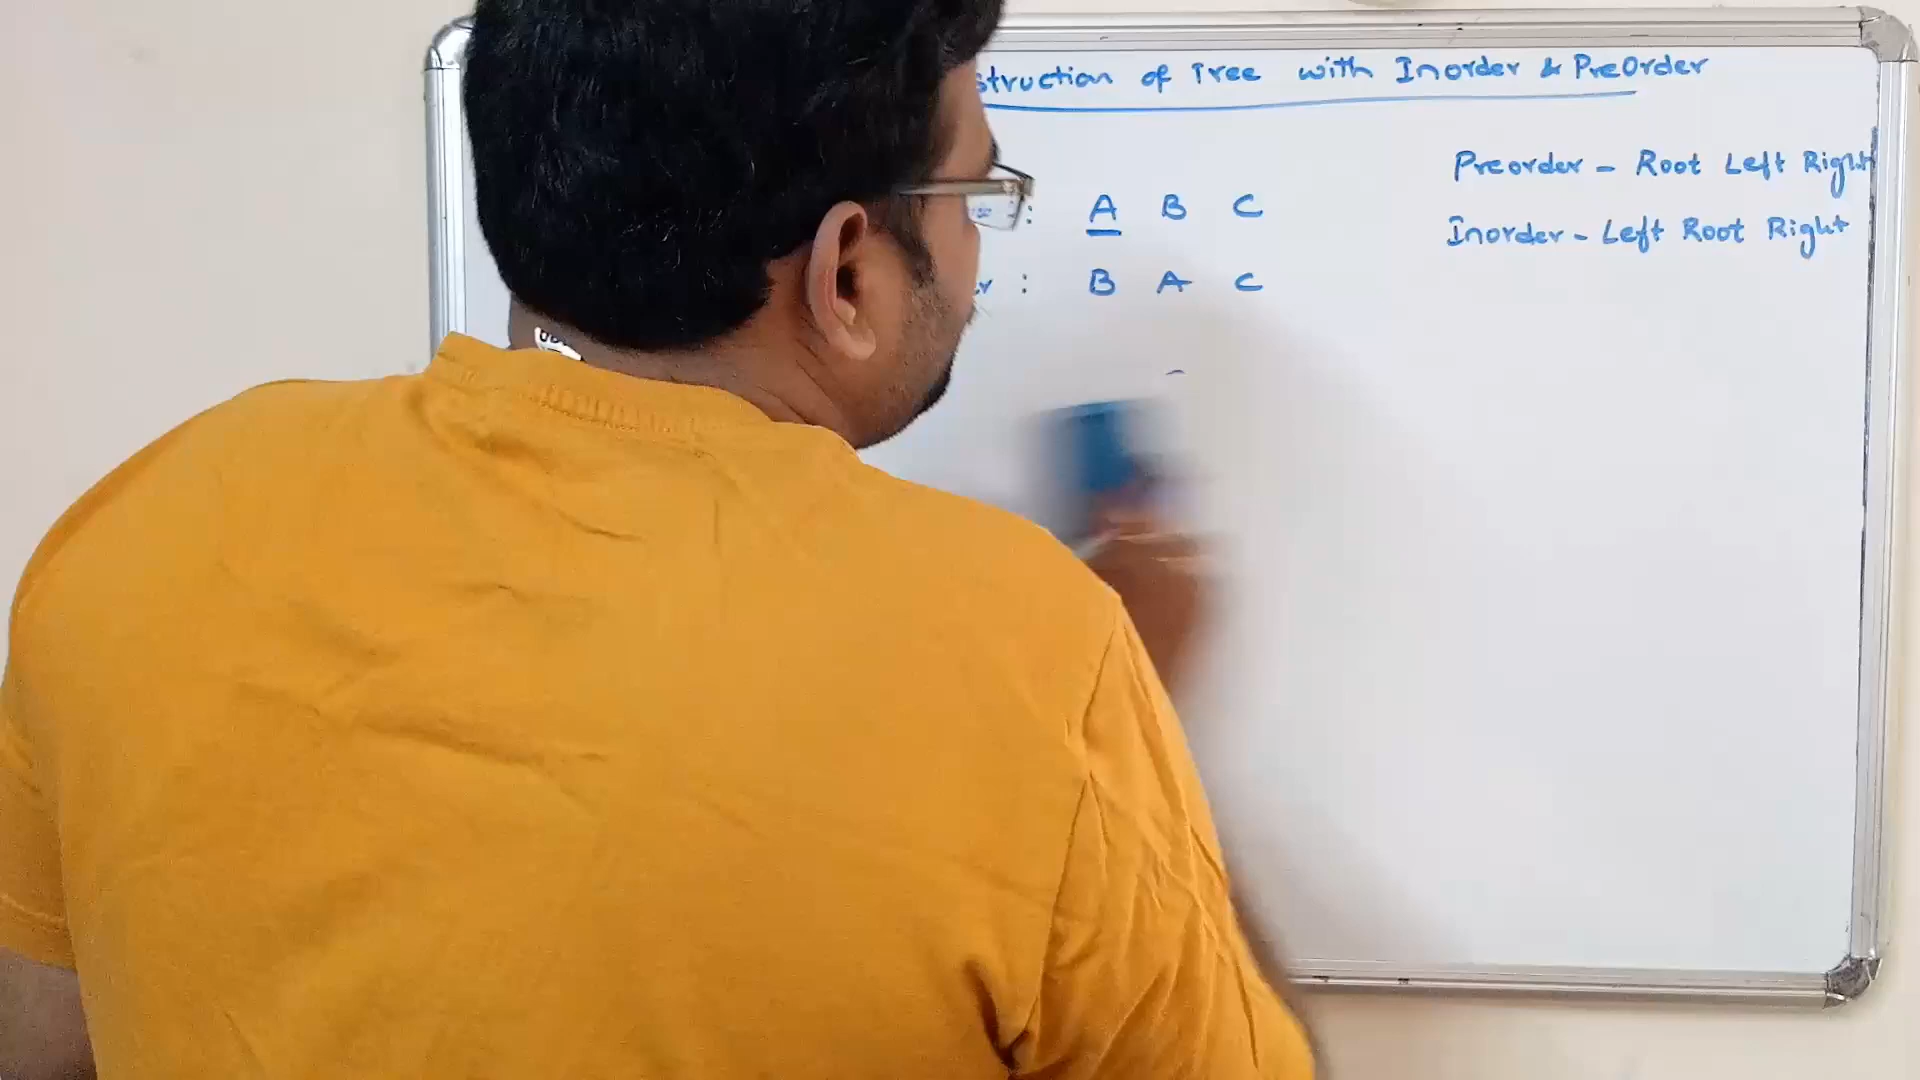 struction of Tree with Inorder & PreOrder
Preorder - Root Left Right
: A B C
Inorder - Left Root Right
r : B A C